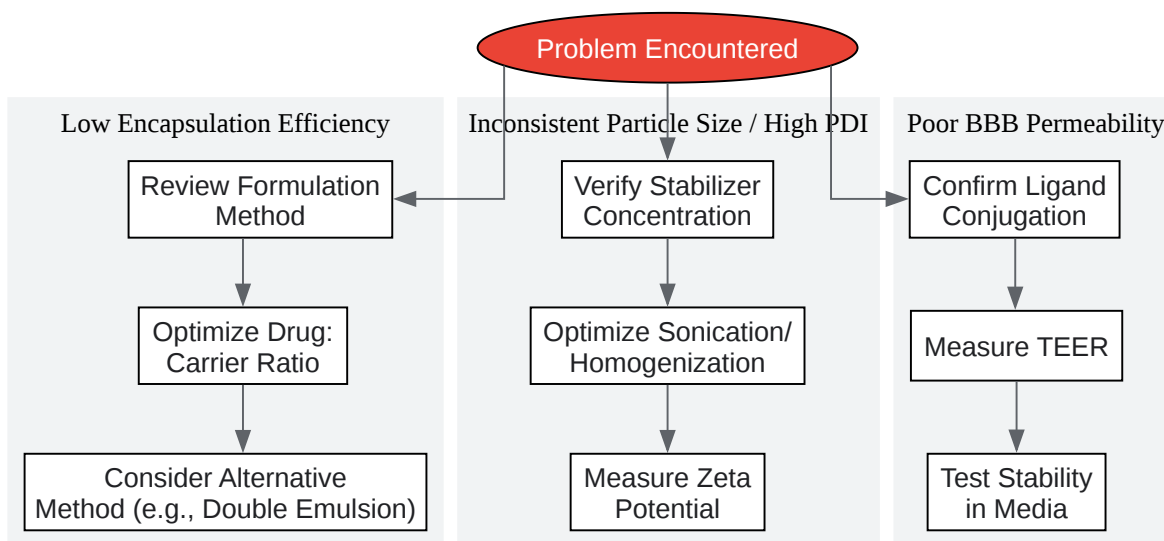 Problem Encountered
Low Encapsulation Efficiency
Review Formulation
Method
Optimize Drug:
Carrier Ratio
Consider Alternative
Method (e.g., Double Emulsion)
Inconsistent Particle Size / High PDI
Verify Stabilizer
Concentration
Optimize Sonication/
Homogenization
Measure Zeta
Potential
Poor BBB Permeability
Confirm Ligand
Conjugation
Measure TEER
Test Stability
in Media